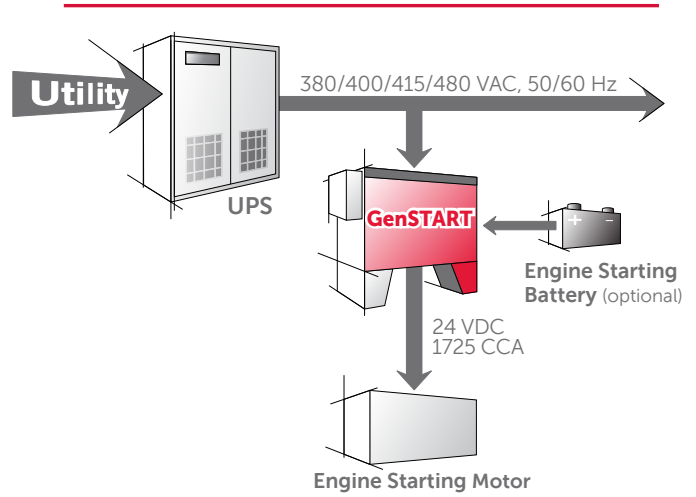 Utility
380/400/415/480 VAC, 50/60 Hz
UPS
GenSTART
+ -
Engine Starting
Battery (optional)
24 VDC
1725 CCA
Engine Starting Motor